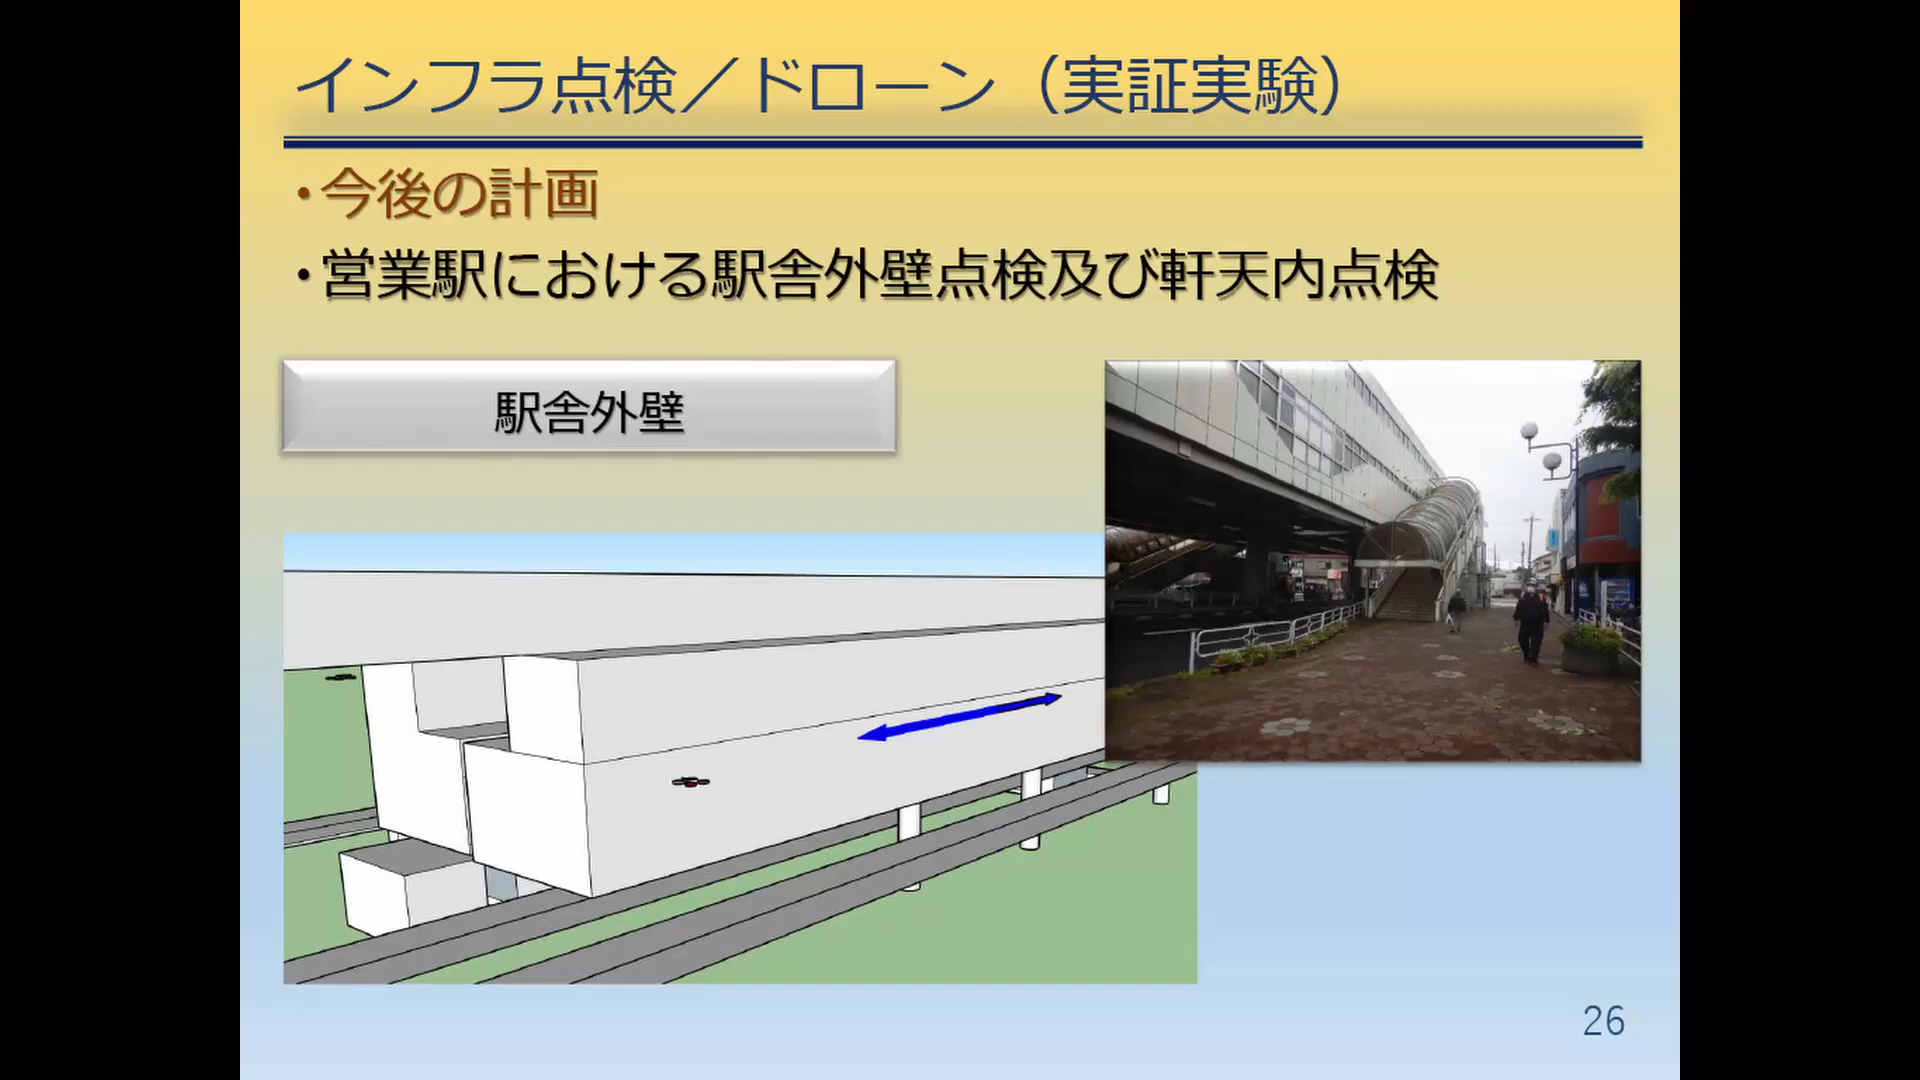 インフラ点検／ドローン（実証実験）
・今後の計画
・営業駅における駅舎外壁点検及び軒天内点検
駅舎外壁
26